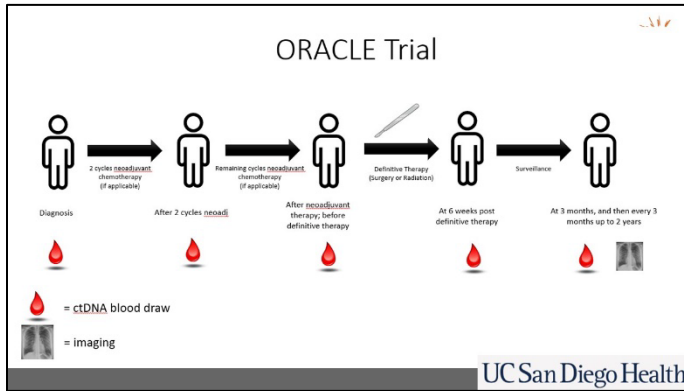 ORACLE Trial
2 cycles neoadjuvant
chemotherapy
(if applicable)
Remaining cycles neoadjuvant
chemotherapy
(if applicable)
Definitive Therapy
(Surgery or Radiation)
Surveillance
Diagnosis
After 2 cycles neoadj
After neoadjuvant
therapy; before
definitive therapy
At 6 weeks post
definitive therapy
At 3 months, and then every 3
months up to 2 years
= ctDNA blood draw
= imaging
UC San Diego Health